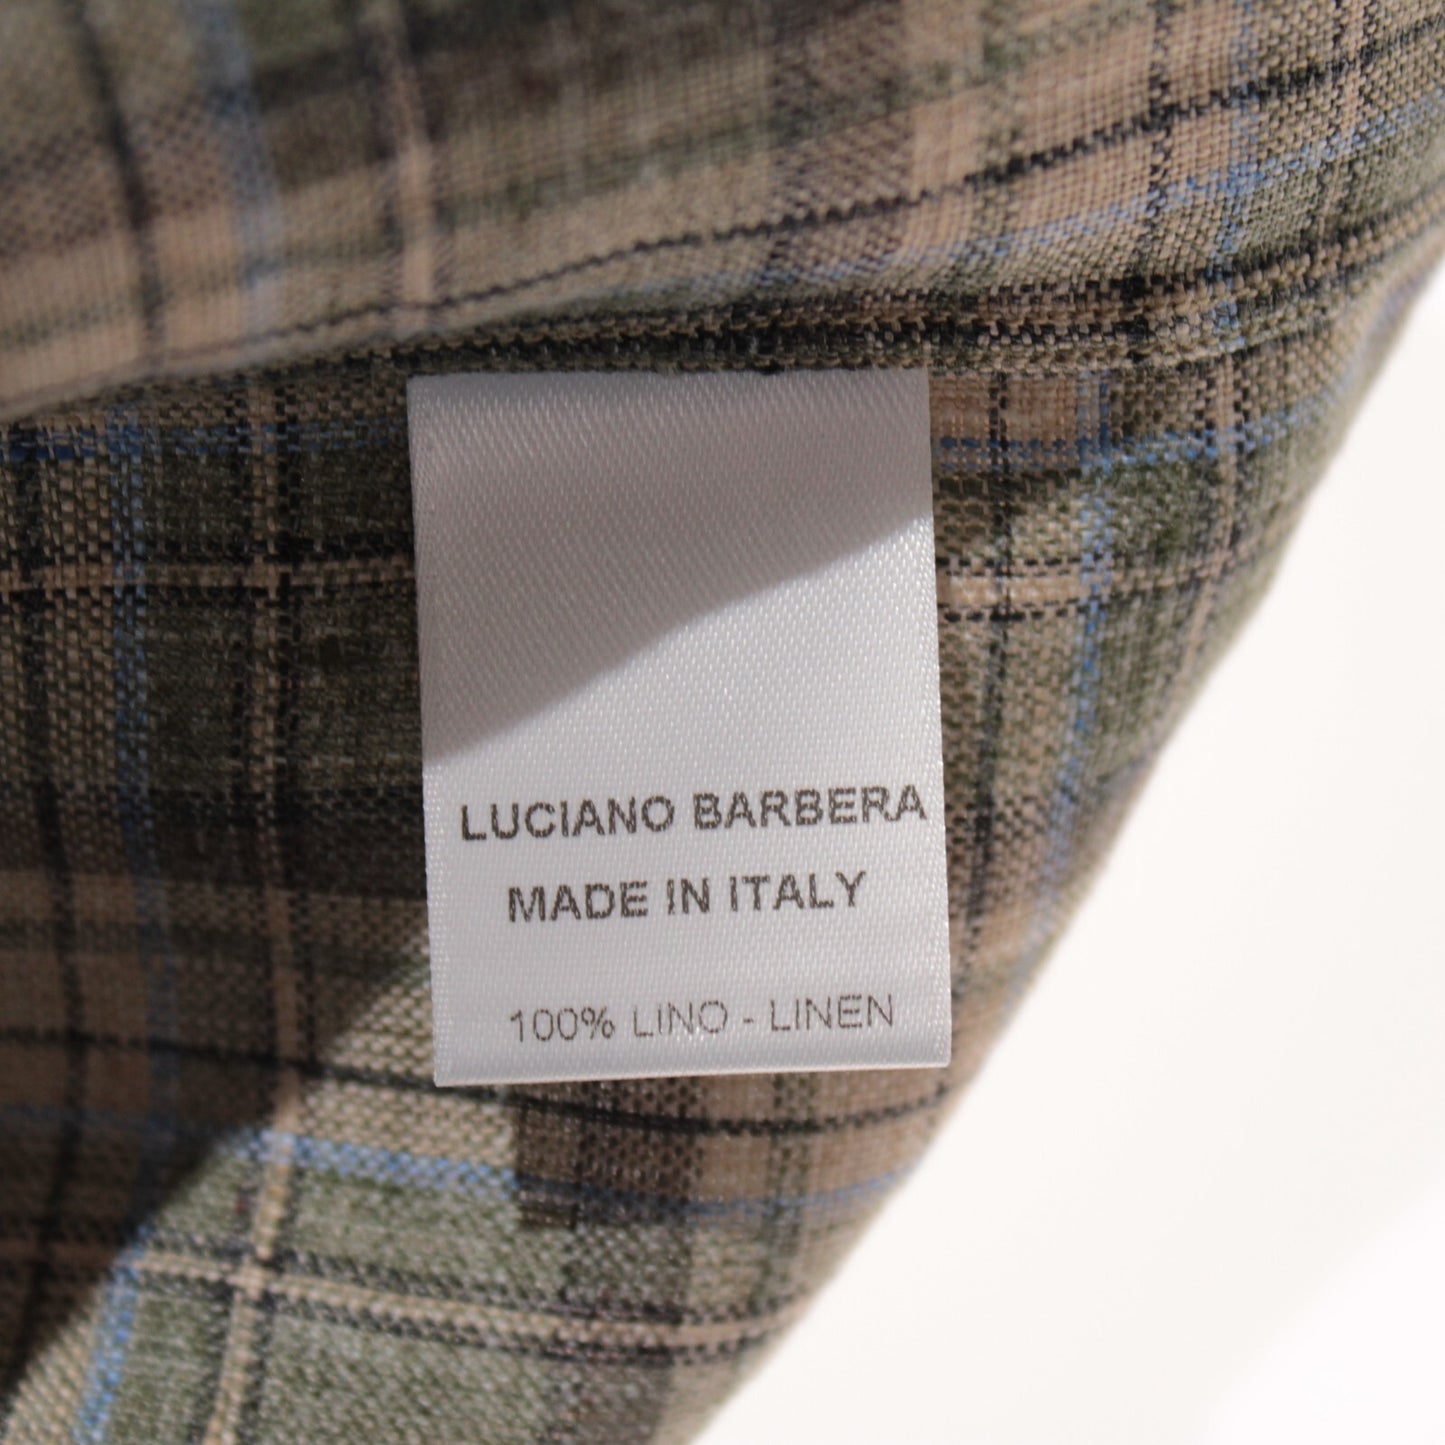 LUCIANO BARBERA
MADE IN ITALY
100% LINO - LINEN